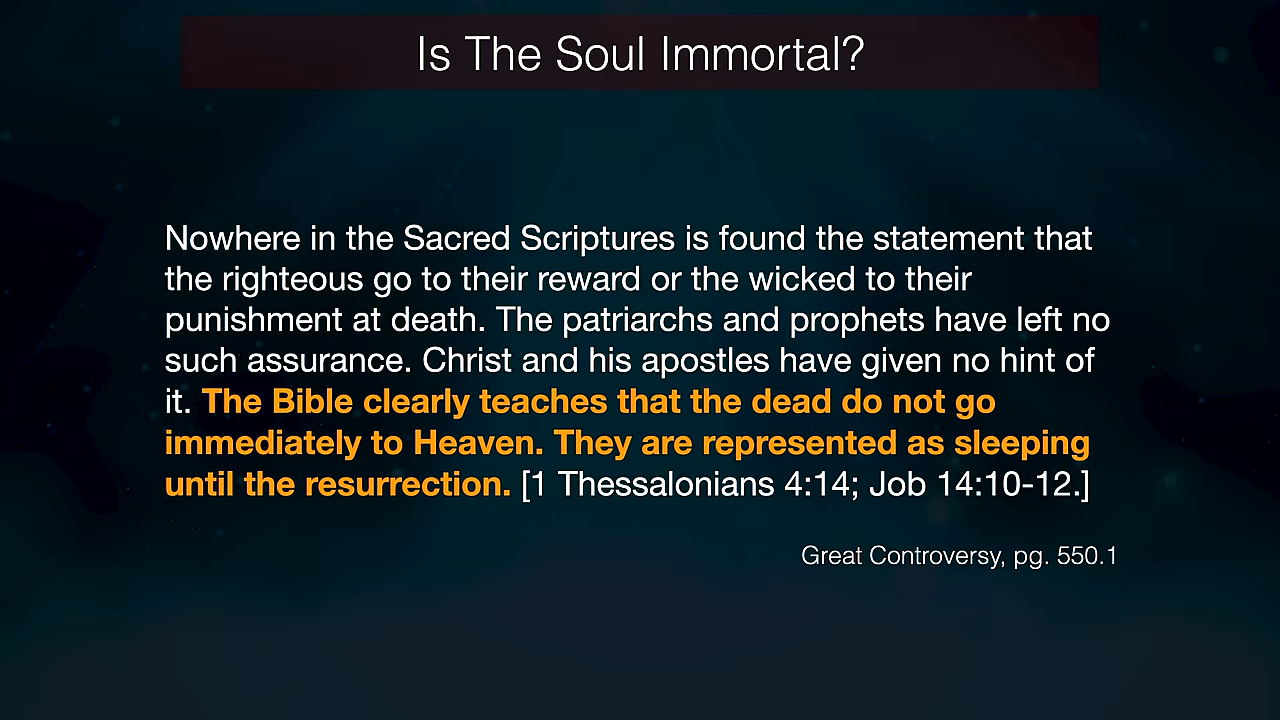 Is The Soul Immortal?
Nowhere in the Sacred Scriptures is found the statement that
the righteous go to their reward or the wicked to their
punishment at death. The patriarchs and prophets have left no
such assurance. Christ and his apostles have given no hint of
it. The Bible clearly teaches that the dead do not go
immediately to Heaven. They are represented as sleeping
until the resurrection. [1 Thessalonians 4:14; Job 14:10-12.]
Great Controversy, pg. 550.1